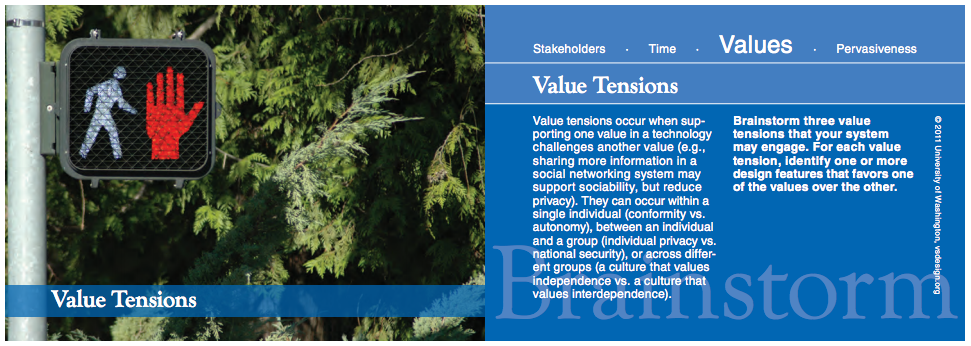 Value Tensions
Stakeholders · Time · Values · Pervasiveness
Value Tensions
Value tensions occur when sup-
porting one value in a technology
challenges another value (e.g.,
sharing more information in a
social networking system may
support sociability, but reduce
privacy). They can occur within a
single individual (conformity vs.
autonomy), between an individual
and a group (individual privacy vs.
national security), or across differ-
ent groups (a culture that values
independence vs. a culture that
values interdependence).
Brainstorm three value
tensions that your system
may engage. For each value
tension, identify one or more
design features that favors one
of the values over the other.
© 2011 University of Washington, vsdesign.org
Brainstorm